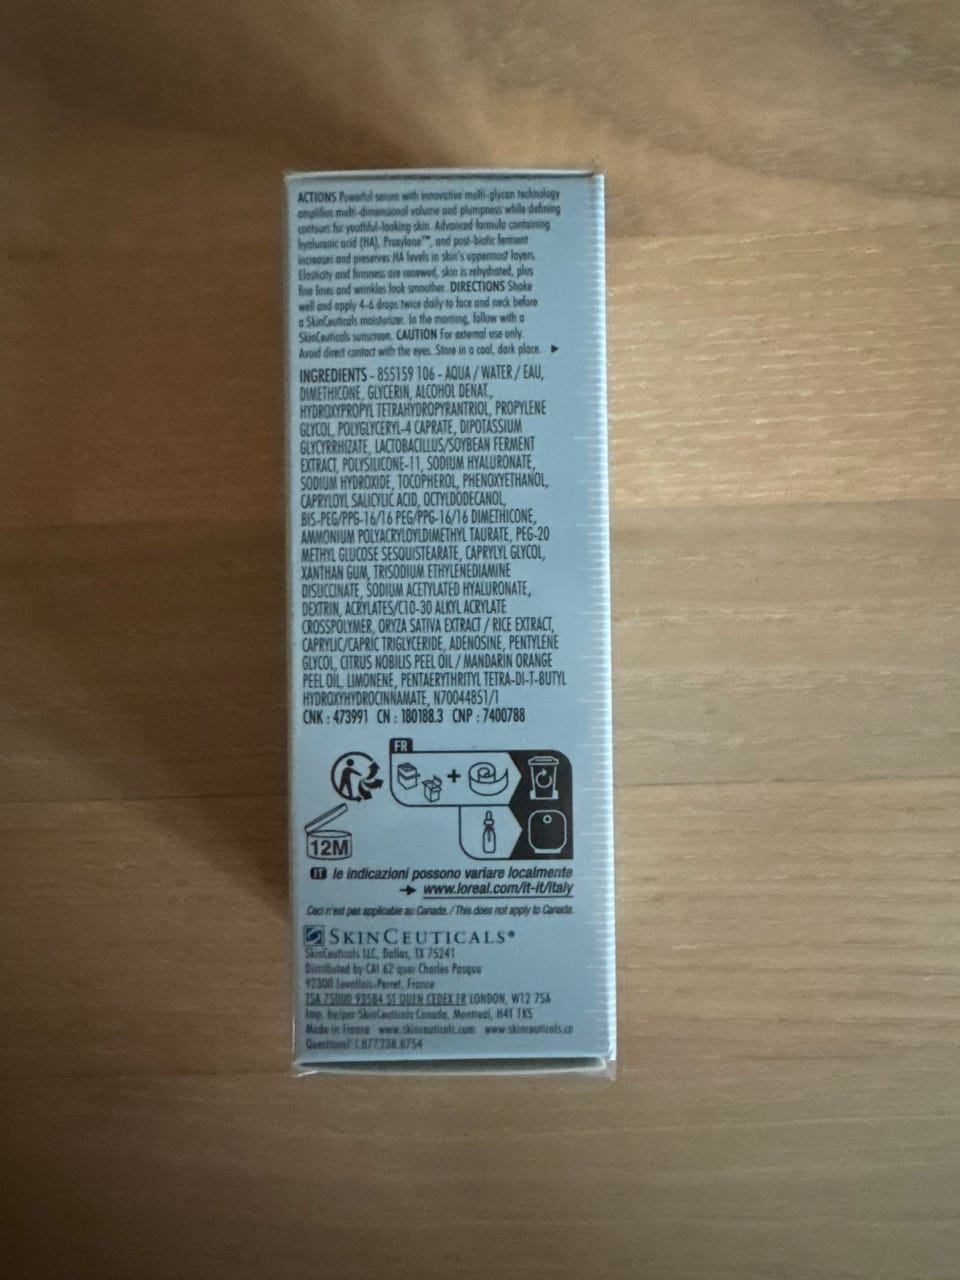 ACTIONS Powerful serum with innovative multi-glycan technology
amplifies multi-dimensional volume and plumpness while defining
contours for youthful-looking skin. Advanced formula containing
hyaluronic acid (HA), Proxylane™, and post-biotic ferment
increases and preserves HA levels in skin's uppermost layers.
Elasticity and firmness are renewed, skin is rehydrated, plus
fine lines and wrinkles look smoother. DIRECTIONS Shake
well and apply 4-6 drops twice daily to face and neck before
a SkinCeuticals moisturizer. In the morning, follow with a
SkinCeuticals sunscreen. CAUTION For external use only.
Avoid direct contact with the eyes. Store in a cool, dark place. ▶
INGREDIENTS - 855159 106 - AQUA / WATER / EAU,
DIMETHICONE, GLYCERIN, ALCOHOL DENAT.,
HYDROXYPROPYL TETRAHYDROPYRANTRIOL, PROPYLENE
GLYCOL, POLYGLYCERYL-4 CAPRATE, DIPOTASSIUM
GLYCYRRHIZATE, LACTOBACILLUS/SOYBEAN FERMENT
EXTRACT, POLYSILICONE-11, SODIUM HYALURONATE,
SODIUM HYDROXIDE, TOCOPHEROL, PHENOXYETHANOL,
CAPRYLOYL SALICYLIC ACID, OCTYLDODECANOL,
BIS-PEG/PPG-16/16 PEG/PPG-16/16 DIMETHICONE,
AMMONIUM POLYACRYLOYLDIMETHYL TAURATE, PEG-20
METHYL GLUCOSE SESQUISTEARATE, CAPRYLYL GLYCOL,
XANTHAN GUM, TRISODIUM ETHYLENEDIAMINE
DISUCCINATE, SODIUM ACETYLATED HYALURONATE,
DEXTRIN, ACRYLATES/C10-30 ALKYL ACRYLATE
CROSSPOLYMER, ORYZA SATIVA EXTRACT / RICE EXTRACT,
CAPRYLIC/CAPRIC TRIGLYCERIDE, ADENOSINE, PENTYLENE
GLYCOL, CITRUS NOBILIS PEEL OIL / MANDARIN ORANGE
PEEL OIL, LIMONENE, PENTAERYTHRITYL TETRA-DI-T-BUTYL
HYDROXYHYDROCINNAMATE, N70044851/1
CNK : 473991 CN : 180188.3 CNP : 7400788
FR
+
12M
IT le indicazioni possono variare localmente
→ www.loreal.com/it-it/italy
Ceci n'est pas applicable au Canada. / This does not apply to Canada.
SKINCEUTICALS®
SkinCeuticals LLC, Dallas, TX 75241
Distributed by CAI 62 quai Charles Pasqua
92300 Levallois-Perret, France
TSA 75000 93584 ST OUEN CEDEX FR LONDON, W12 7SA
Imp. by/par SkinCeuticals Canada, Montreal, H4T 1K5
Made in France www.skinceuticals.com www.skinceuticals.ca
Questions? 1.877.238.8754